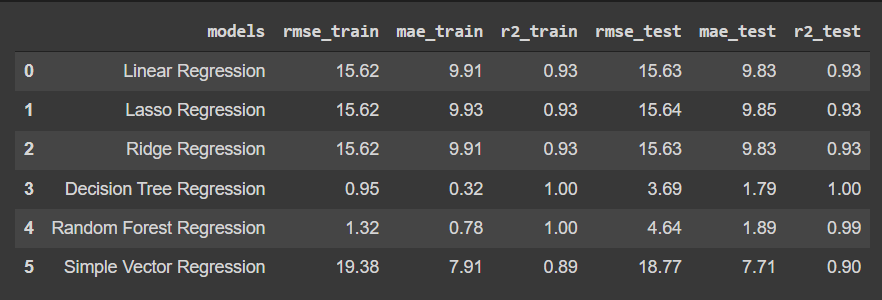 models rmse_train mae_train r2_train rmse_test mae_test r2_test
0 Linear Regression 15.62 9.91 0.93 15.63 9.83 0.93
1 Lasso Regression 15.62 9.93 0.93 15.64 9.85 0.93
2 Ridge Regression 15.62 9.91 0.93 15.63 9.83 0.93
3 Decision Tree Regression 0.95 0.32 1.00 3.69 1.79 1.00
4 Random Forest Regression 1.32 0.78 1.00 4.64 1.89 0.99
5 Simple Vector Regression 19.38 7.91 0.89 18.77 7.71 0.90